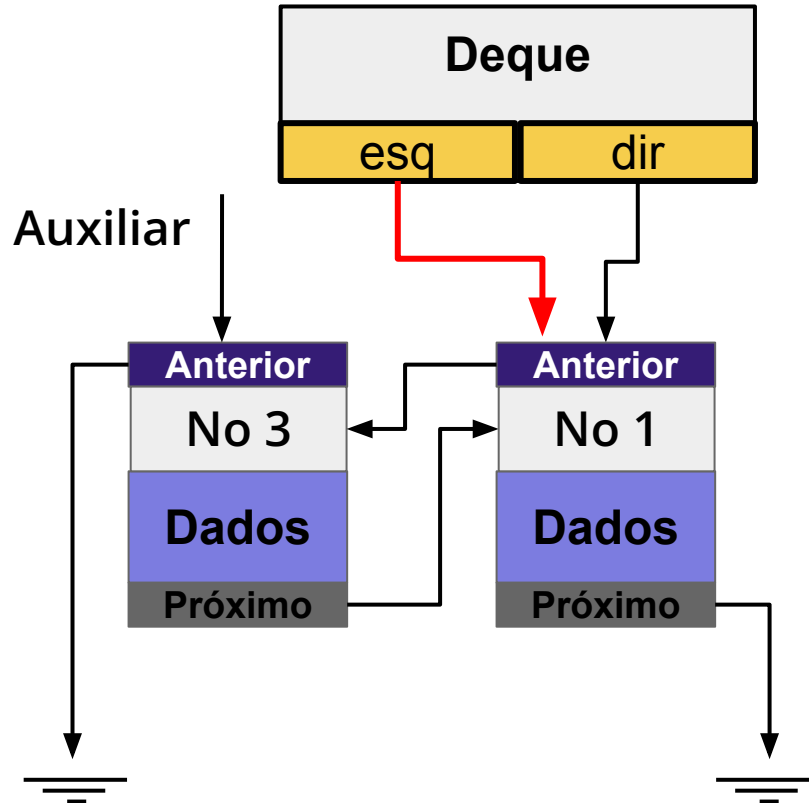 Deque
esq dir
Auxiliar
Anterior Anterior
No 3 No 1
Dados Dados
Próximo Próximo